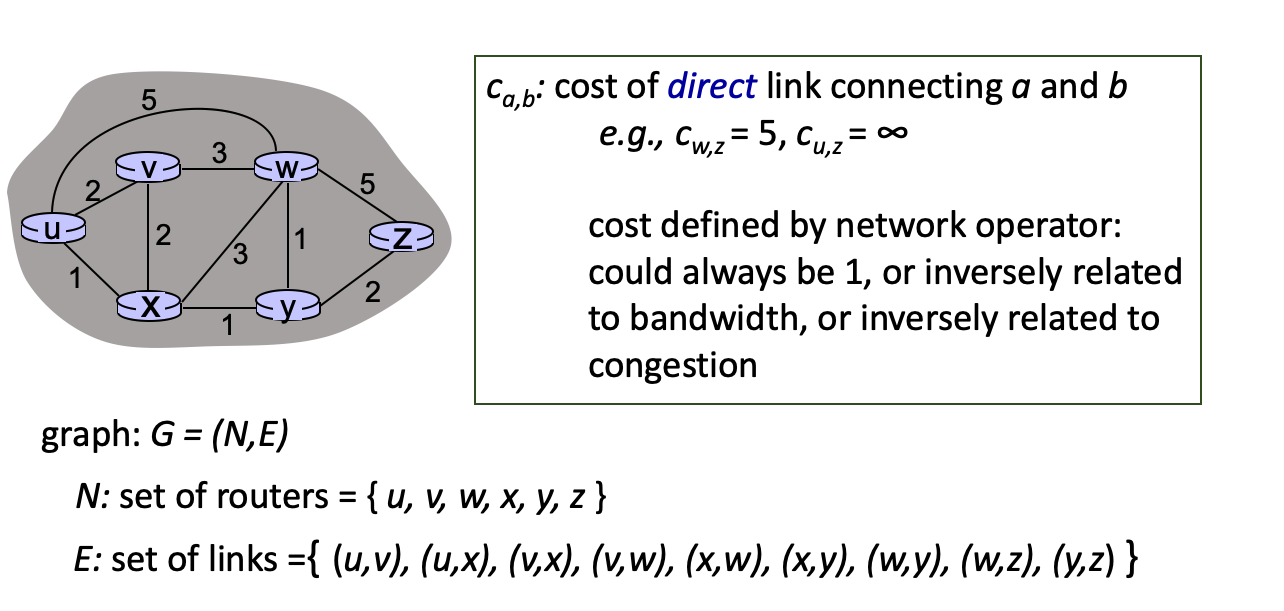 5
v
3
w
5
2
u
2
3
1
z
1
x
1
y
2
c_{a,b}: cost of direct link connecting a and b
e.g., c_{w,z} = 5, c_{u,z} = ∞
cost defined by network operator:
could always be 1, or inversely related
to bandwidth, or inversely related to
congestion
graph: G = (N,E)
N: set of routers = { u, v, w, x, y, z }
E: set of links ={ (u,v), (u,x), (v,x), (v,w), (x,w), (x,y), (w,y), (w,z), (y,z) }